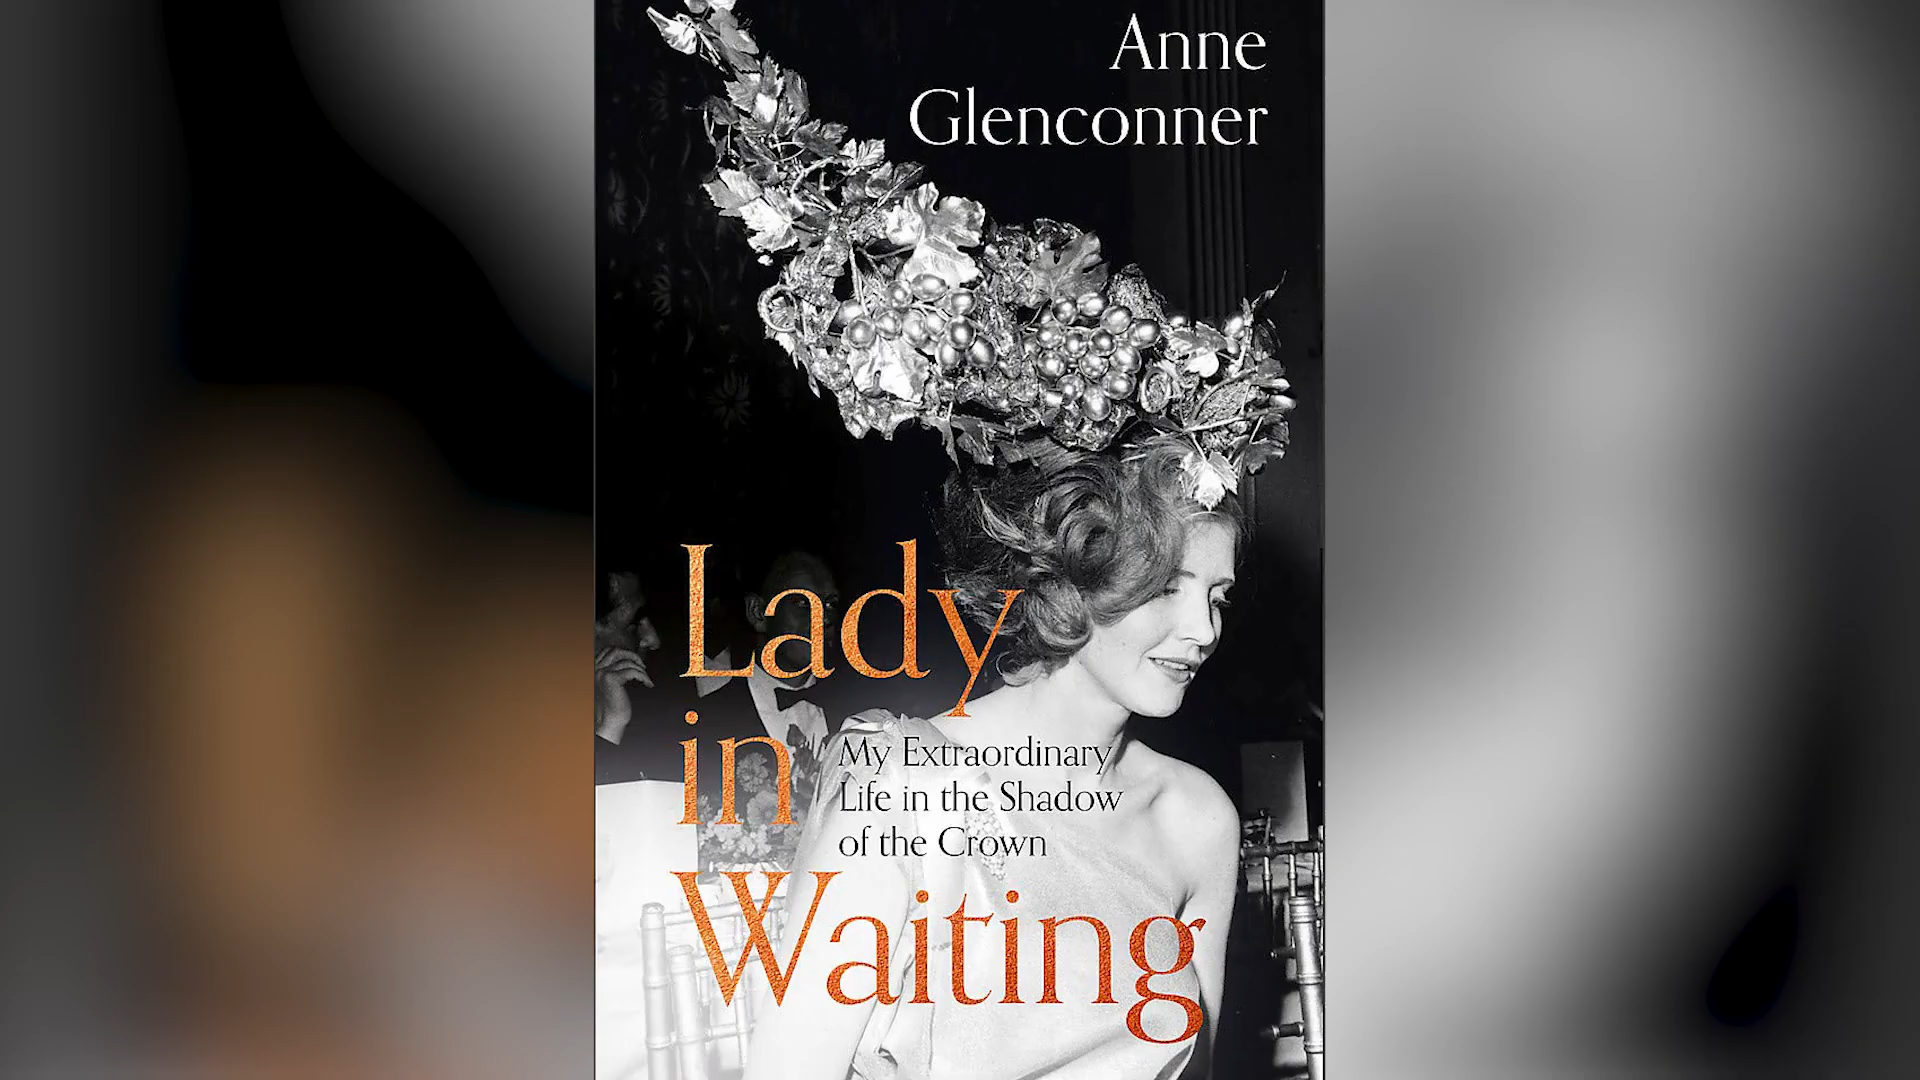 Anne
Glenconner
Lady
in
My Extraordinary
Life in the Shadow
of the Crown
Waiting